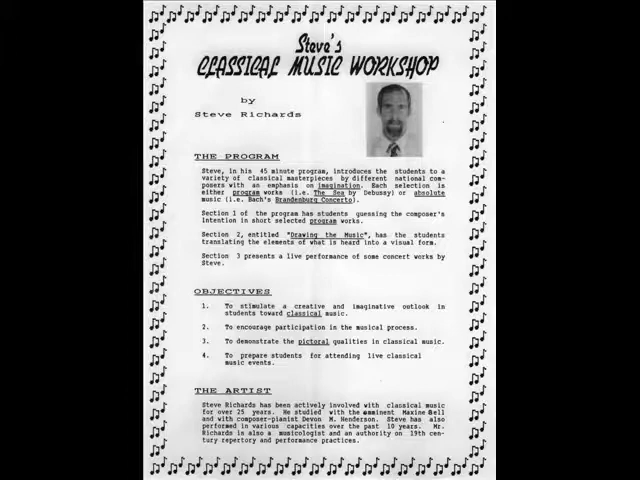 Steve's
CLASSICAL MUSIC WORKSHOP
by
Steve Richards
THE PROGRAM
Steve, in his 45 minute program, introduces the students to a
variety of classical masterpieces by different national com-
posers with an emphasis on imagination. Each selection is
either program works (i.e. The Sea by Debussy) or absolute
music (i.e. Bach's Brandenburg Concerto).
Section 1 of the program has students guessing the composer's
intention in short selected program works.
Section 2, entitled "Drawing the Music", has the students
translating the elements of what is heard into a visual form.
Section 3 presents a live performance of some concert works by
Steve.
OBJECTIVES
1. To stimulate a creative and imaginative outlook in
students toward classical music.
2. To encourage participation in the musical process.
3. To demonstrate the pictoral qualities in classical music.
4. To prepare students for attending live classical
music events.
THE ARTIST
Steve Richards has been actively involved with classical music
for over 25 years. He studied with the emminent Maxine Bell
and with composer-pianist Devon M. Henderson. Steve has also
performed in various capacities over the past 10 years. Mr.
Richards is also a musicologist and an authority on 19th cen-
tury repertory and performance practices.